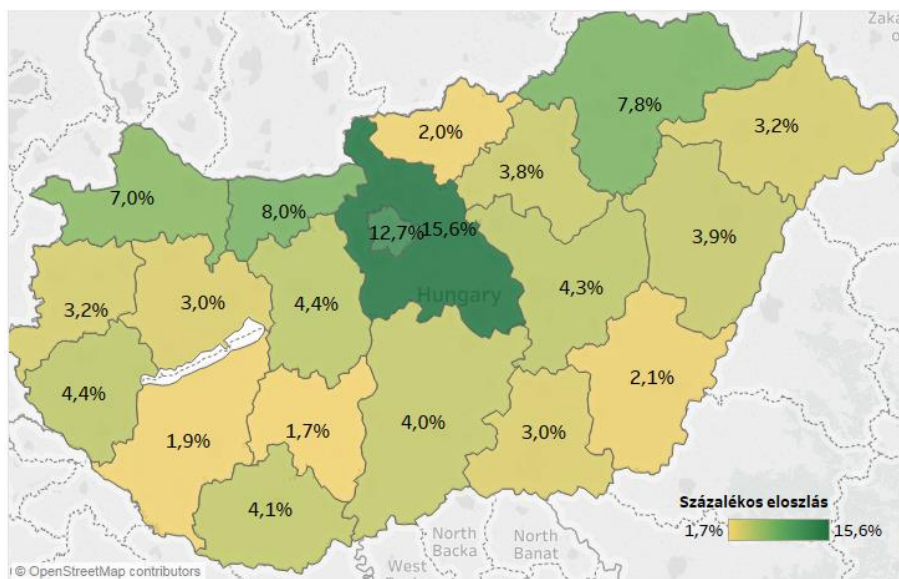 Zaka
7,8%
3,2%
2,0%
3,8%
7,0%
8,0%
12,7%
15,6%
3,9%
3,2%
3,0%
4,4%
4,3%
Hungary
4,4%
2,1%
1,9%
1,7%
4,0%
3,0%
4,1%
Százalékos eloszlás
1,7%
15,6%
North
Backa
North
Banat
West
© OpenStreetMap contributors